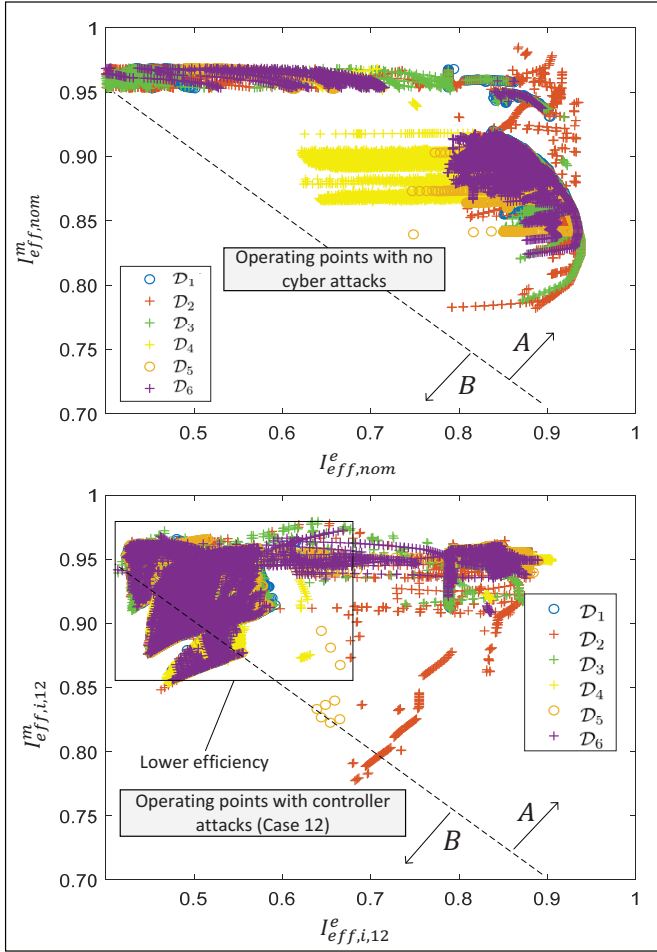 1
0.95
0.90
0.85
0.80
0.75
0.70
I^m_{eff,nom}
Operating points with no
cyber attacks
𝒟1
𝒟2
𝒟3
𝒟4
𝒟5
𝒟6
A
B
0.5 0.6 0.7 0.8 0.9 1
I^e_{eff,nom}
1
0.95
0.90
0.85
0.80
0.75
0.70
I^m_{eff,i,12}
𝒟1
𝒟2
𝒟3
𝒟4
𝒟5
𝒟6
Lower efficiency
Operating points with controller
attacks (Case 12)
A
B
0.5 0.6 0.7 0.8 0.9 1
I^e_{eff,i,12}